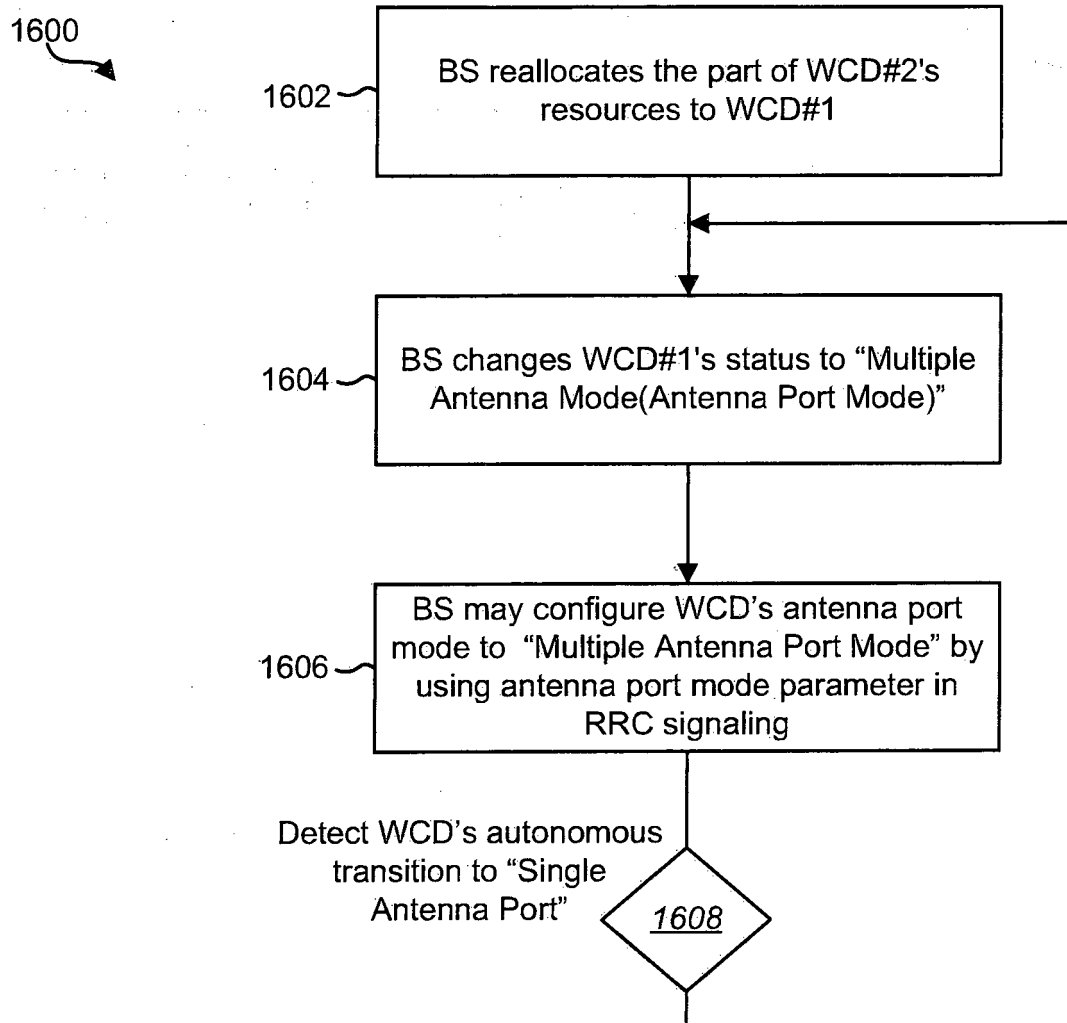 1600
1602
BS reallocates the part of WCD#2's
resources to WCD#1
1604
BS changes WCD#1's status to “Multiple
Antenna Mode(Antenna Port Mode)”
1606
BS may configure WCD's antenna port
mode to “Multiple Antenna Port Mode” by
using antenna port mode parameter in
RRC signaling
Detect WCD's autonomous
transition to “Single
Antenna Port”
1608